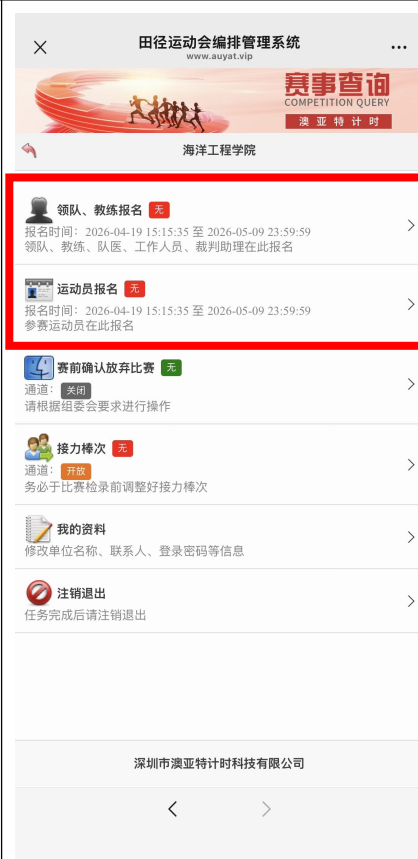 田径运动会编排管理系统
www.auyat.vip
赛事查询
COMPETITION QUERY
澳亚特计时
海洋工程学院
领队、教练报名 无
报名时间：2026-04-19 15:15:35 至 2026-05-09 23:59:59
领队、教练、队医、工作人员、裁判助理在此报名
运动员报名 无
报名时间：2026-04-19 15:15:35 至 2026-05-09 23:59:59
参赛运动员在此报名
赛前确认放弃比赛 无
通道：关闭
请根据组委会要求进行操作
接力棒次 无
通道：开放
务必于比赛检录前调整好接力棒次
我的资料
修改单位名称、联系人、登录密码等信息
注销退出
任务完成后请注销退出
深圳市澳亚特计时科技有限公司